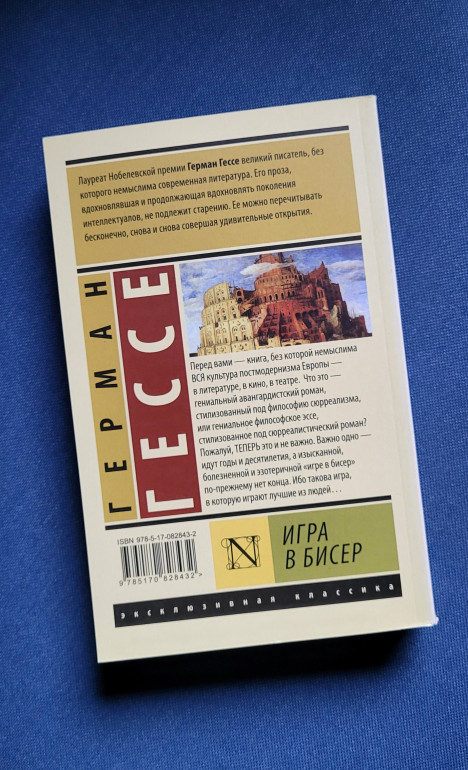 Лауреат Нобелевской премии Герман Гессе великий писатель, без
которого немыслима современная литература. Его проза,
вдохновлявшая и продолжающая вдохновлять поколения
интеллектуалов, не подлежит старению. Ее можно перечитывать
бесконечно, снова и снова совершая удивительные открытия.
ГЕРМАН
ГЕССЕ
Перед вами — книга, без которой немыслима
ВСЯ культура постмодернизма Европы —
в литературе, в кино, в театре. Что это —
гениальный авангардистский роман,
стилизованный под философию сюрреализма,
или гениальное философское эссе,
стилизованное под сюрреалистический роман?
Пожалуй, ТЕПЕРЬ это и не важно. Важно одно —
идут годы и десятилетия, а изысканной,
болезненной и эзотеричной «игре в бисер»
по-прежнему нет конца. Ибо такова игра,
в которую играют лучшие из людей...
ISBN 978-5-17-082843-2
9 785170 828432 >
N
ИГРА
В БИСЕР
эксклюзивная классика